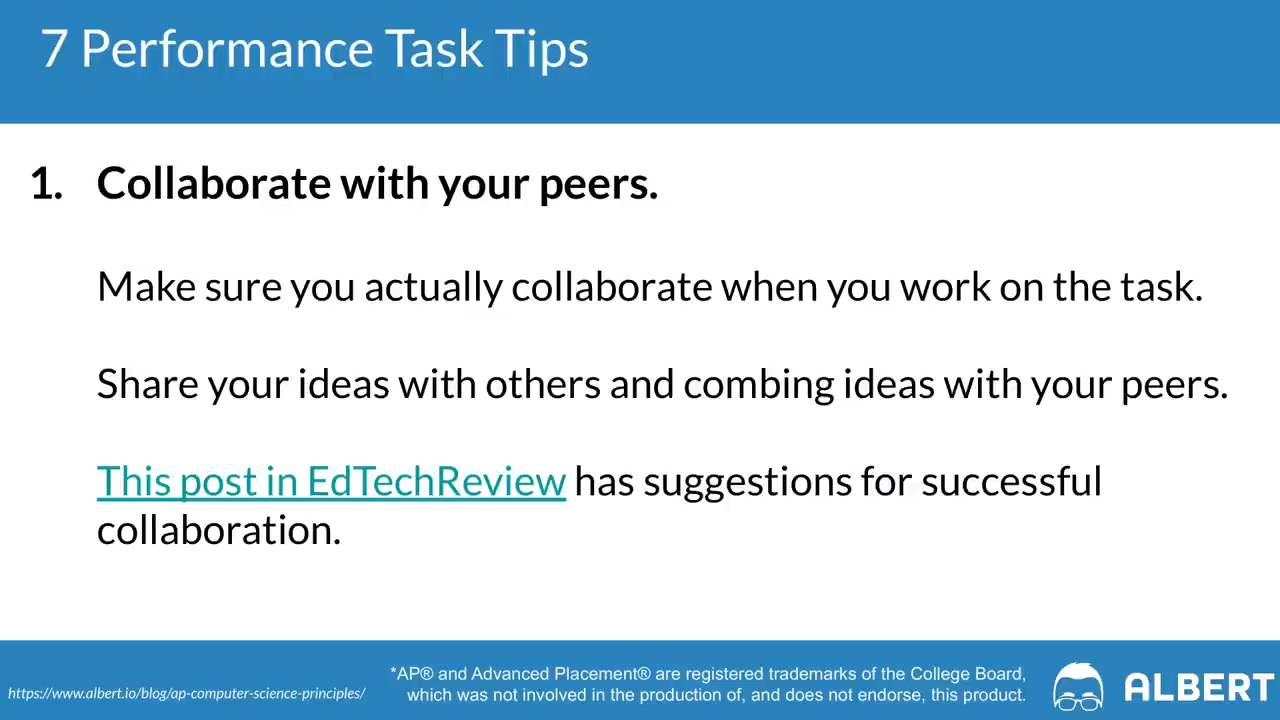 7 Performance Task Tips
1. Collaborate with your peers.
Make sure you actually collaborate when you work on the task.
Share your ideas with others and combing ideas with your peers.
This post in EdTechReview has suggestions for successful
collaboration.
*AP® and Advanced Placement® are registered trademarks of the College Board,
which was not involved in the production of, and does not endorse, this product.
https://www.albert.io/blog/ap-computer-science-principles/
ALBERT